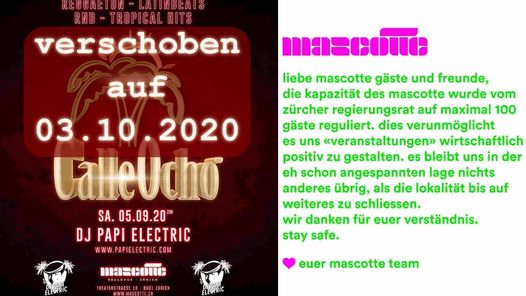 REGGAETON - LATINBEATS
RNB - TROPICAL HITS
verschoben
auf
03.10.2020
CalleOcho
SA. 05.09.20
DJ PAPI ELECTRIC
WWW.PAPIELECTRIC.COM
mascotte
THEATERSTRASSE 10 - 8001 ZÜRICH
WWW.MASCOTTE.CH
ELECTRIC
ELECTRIC
mascotte
liebe mascotte gäste und freunde,
die kapazität des mascotte wurde vom
zürcher regierungsrat auf maximal 100
gäste reguliert. dies verunmöglicht
es uns «veranstaltungen» wirtschaftlich
positiv zu gestalten. es bleibt uns in der
eh schon angespannten lage nichts
anderes übrig, als die lokalität bis auf
weiteres zu schliessen.
wir danken für euer verständnis.
stay safe.
euer mascotte team